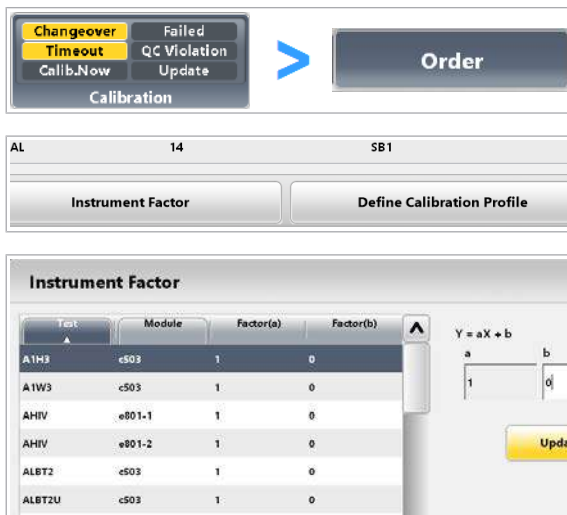 Changeover Failed
Timeout QC Violation
Calib.Now Update
Calibration
> Order
AL 14 SB1
Instrument Factor Define Calibration Profile
Instrument Factor
Test Module Factor(a) Factor(b)
Y = aX + b
a b
1 0
A1H3 c503 1 0
A1W3 c503 1 0
AHIV e801-1 1 0
AHIV e801-2 1 0
ALBT2 c503 1 0
ALBT2U c503 1 0